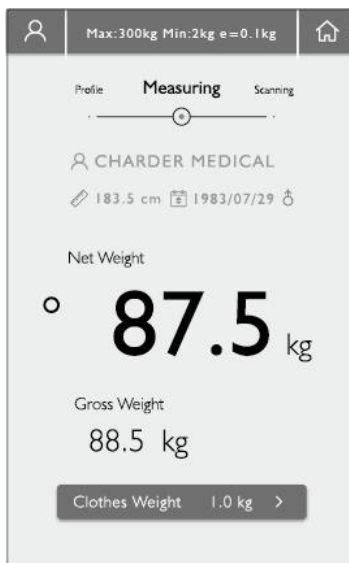 Max:300kg Min:2kg e=0.1kg
Profile Measuring Scanning
CHARDER MEDICAL
183.5 cm 1983/07/29
Net Weight
87.5 kg
Gross Weight
88.5 kg
Clothes Weight 1.0 kg >